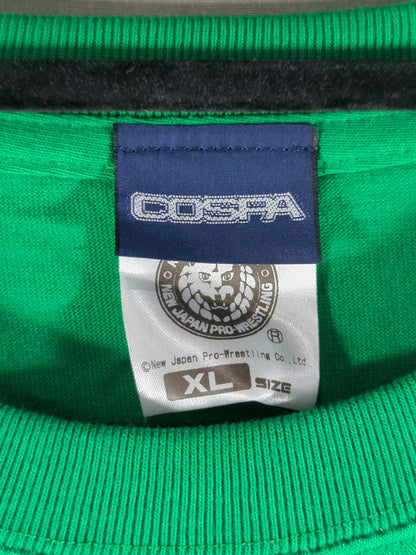 COSPA
NEW JAPAN PRO-WRESTLING
®
©New Japan Pro-Wrestling Co.,Ltd
XL SIZE